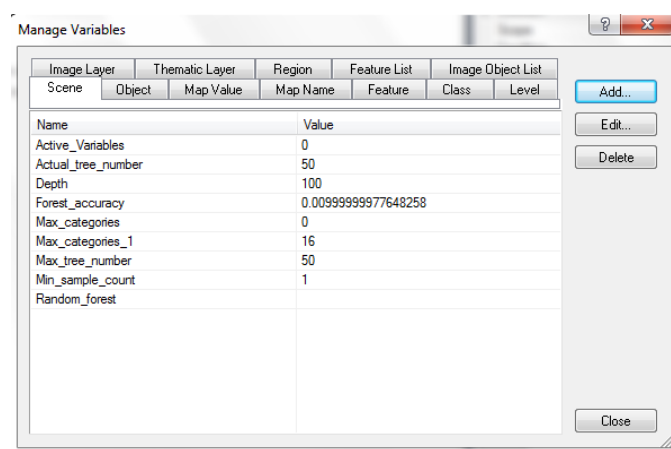 Manage Variables
? X
Image Layer Thematic Layer Region Feature List Image Object List
Scene Object Map Value Map Name Feature Class Level
Add...
Name Value
Edit...
Active_Variables 0
Actual_tree_number 50
Delete
Depth 100
Forest_accuracy 0.00999999977648258
Max_categories 0
Max_categories_1 16
Max_tree_number 50
Min_sample_count 1
Random_forest
Close